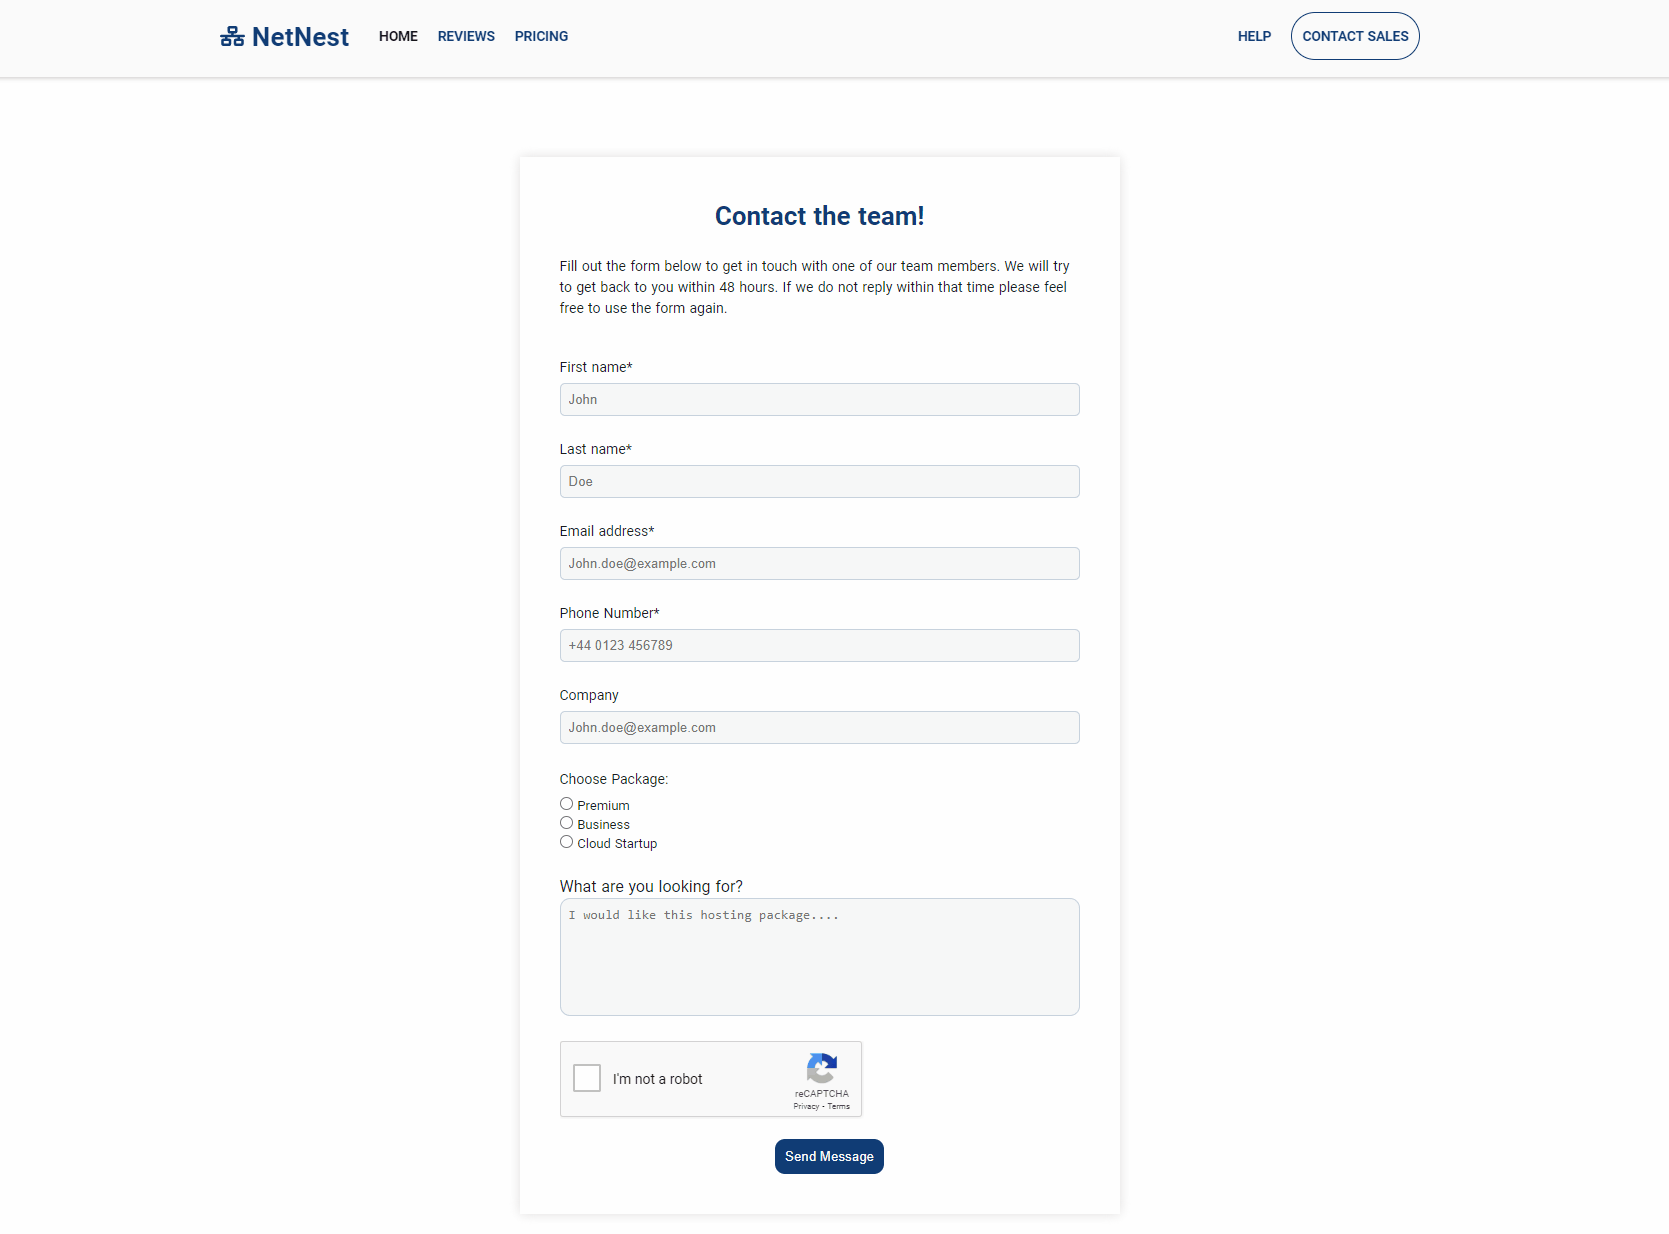 NetNest HOME REVIEWS PRICING HELP CONTACT SALES
Contact the team!
Fill out the form below to get in touch with one of our team members. We will try
to get back to you within 48 hours. If we do not reply within that time please feel
free to use the form again.
First name*
John
Last name*
Doe
Email address*
John.doe@example.com
Phone Number*
+44 0123 456789
Company
John.doe@example.com
Choose Package:
Premium
Business
Cloud Startup
What are you looking for?
I would like this hosting package....
I'm not a robot
reCAPTCHA
Privacy - Terms
Send Message